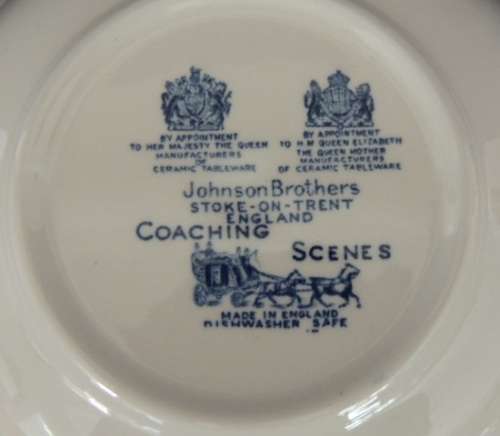 BY APPOINTMENT
TO HER MAJESTY THE QUEEN
MANUFACTURERS
OF
CERAMIC TABLEWARE
BY APPOINTMENT
TO H M QUEEN ELIZABETH
THE QUEEN MOTHER
MANUFACTURERS
OF CERAMIC TABLEWARE
Johnson Brothers
STOKE-ON-TRENT
ENGLAND
COACHING
SCENES
MADE IN ENGLAND
DISHWASHER SAFE